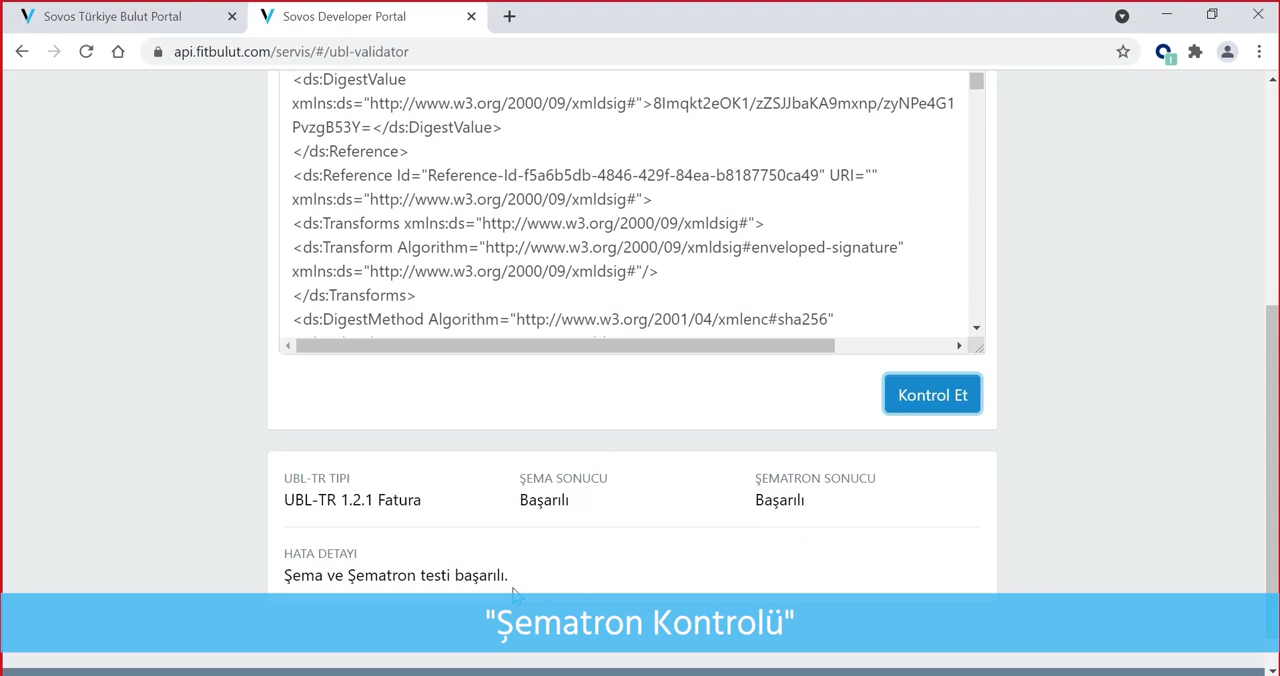 Sovos Türkiye Bulut Portal
Sovos Developer Portal
api.fitbulut.com/servis/#/ubl-validator
<ds:DigestValue
xmlns:ds="http://www.w3.org/2000/09/xmldsig#">8Imqkt2eOK1/zZSJJbaKA9mxnp/zyNPe4G1
PvzgB53Y=</ds:DigestValue>
</ds:Reference>
<ds:Reference Id="Reference-Id-f5a6b5db-4846-429f-84ea-b8187750ca49" URI=""
xmlns:ds="http://www.w3.org/2000/09/xmldsig#">
<ds:Transforms xmlns:ds="http://www.w3.org/2000/09/xmldsig#">
<ds:Transform Algorithm="http://www.w3.org/2000/09/xmldsig#enveloped-signature"
xmlns:ds="http://www.w3.org/2000/09/xmldsig#"/>
</ds:Transforms>
<ds:DigestMethod Algorithm="http://www.w3.org/2001/04/xmlenc#sha256"
Kontrol Et
UBL-TR TIPI ŞEMA SONUCU ŞEMATRON SONUCU
UBL-TR 1.2.1 Fatura Başarılı Başarılı
HATA DETAYI
Şema ve Şematron testi başarılı.
"Şematron Kontrolü"